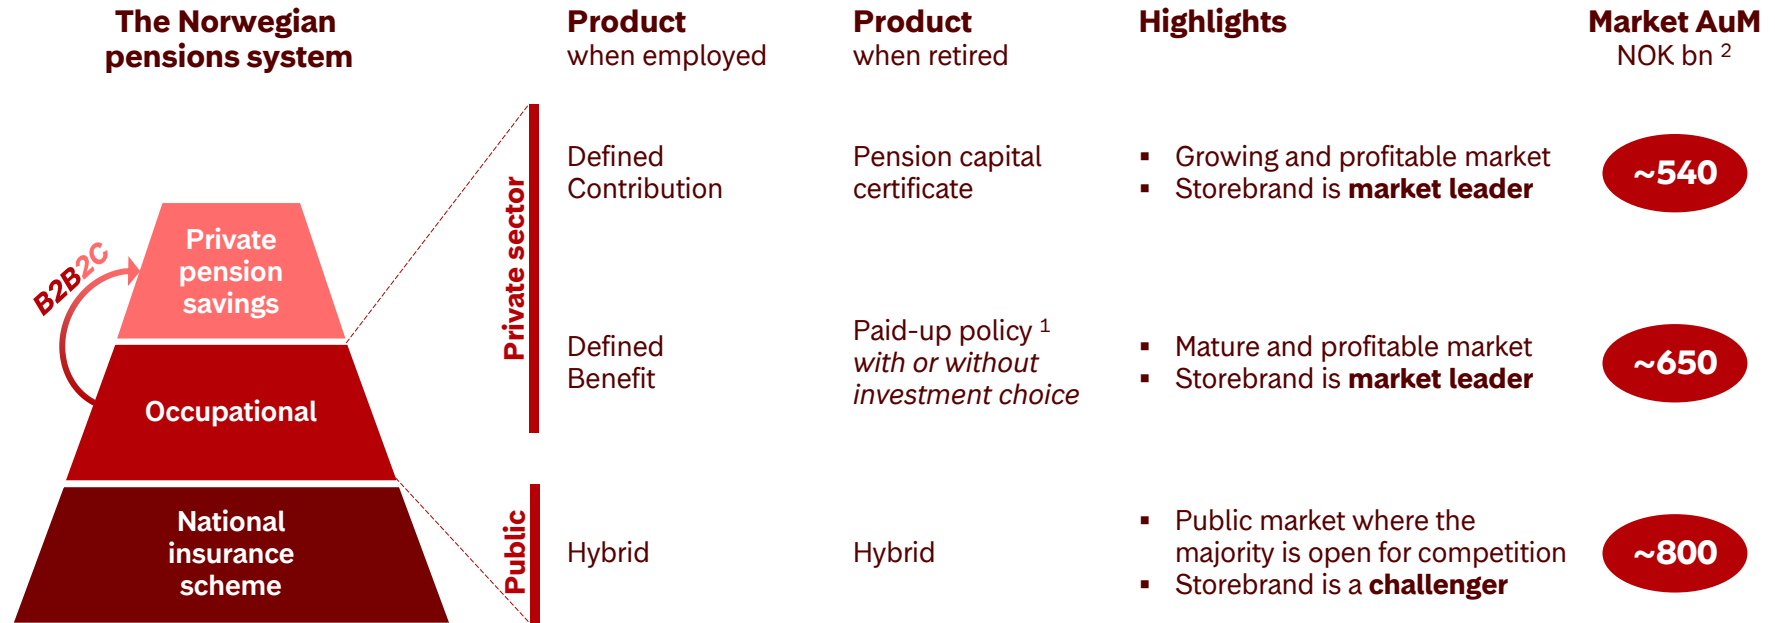 The Norwegian
pensions system
Product
when employed
Product
when retired
Highlights
Market AuM
NOK bn ²
B2B2C
Private
pension
savings
Occupational
National
insurance
scheme
Private sector
Defined
Contribution
Pension capital
certificate
▪ Growing and profitable market
▪ Storebrand is market leader
~540
Defined
Benefit
Paid-up policy ¹
with or without
investment choice
▪ Mature and profitable market
▪ Storebrand is market leader
~650
Public
Hybrid
Hybrid
▪ Public market where the
majority is open for competition
▪ Storebrand is a challenger
~800